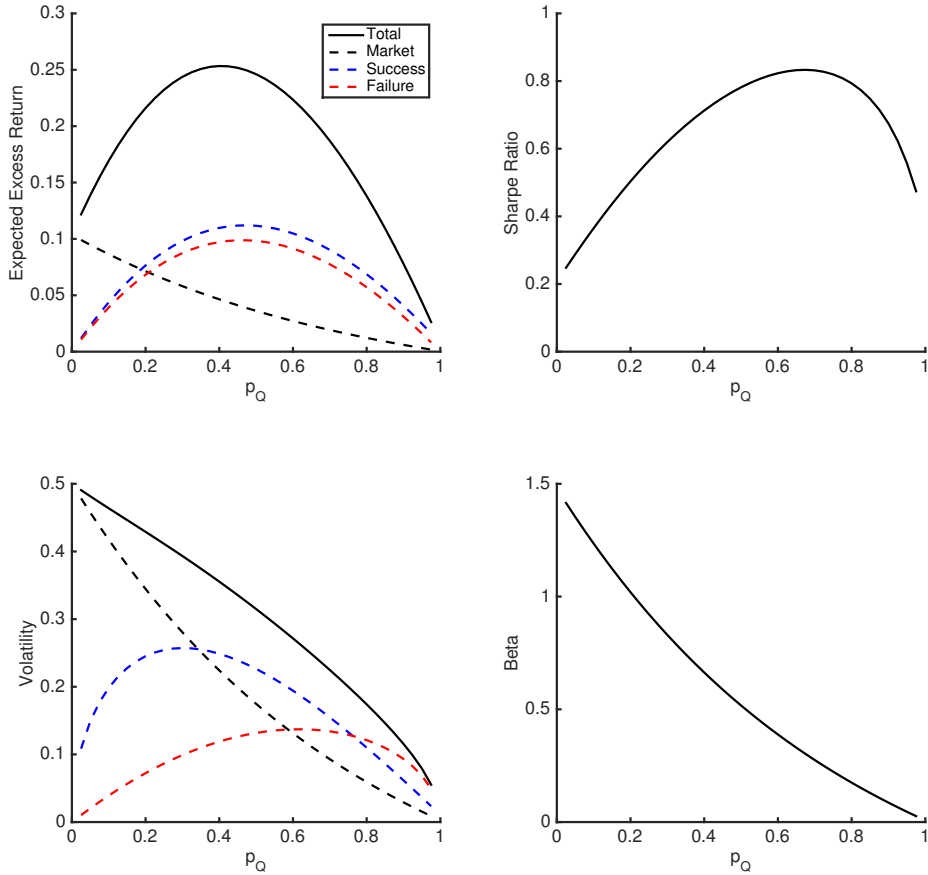 Expected Excess Return
0.3
0.25
0.2
0.15
0.1
0.05
0
0 0.2 0.4 0.6 0.8 1
p_Q
Total
Market
Success
Failure
Sharpe Ratio
1
0.8
0.6
0.4
0.2
0
0 0.2 0.4 0.6 0.8 1
p_Q
Volatility
0.5
0.4
0.3
0.2
0.1
0
0 0.2 0.4 0.6 0.8 1
p_Q
Beta
1.5
1
0.5
0
0 0.2 0.4 0.6 0.8 1
p_Q